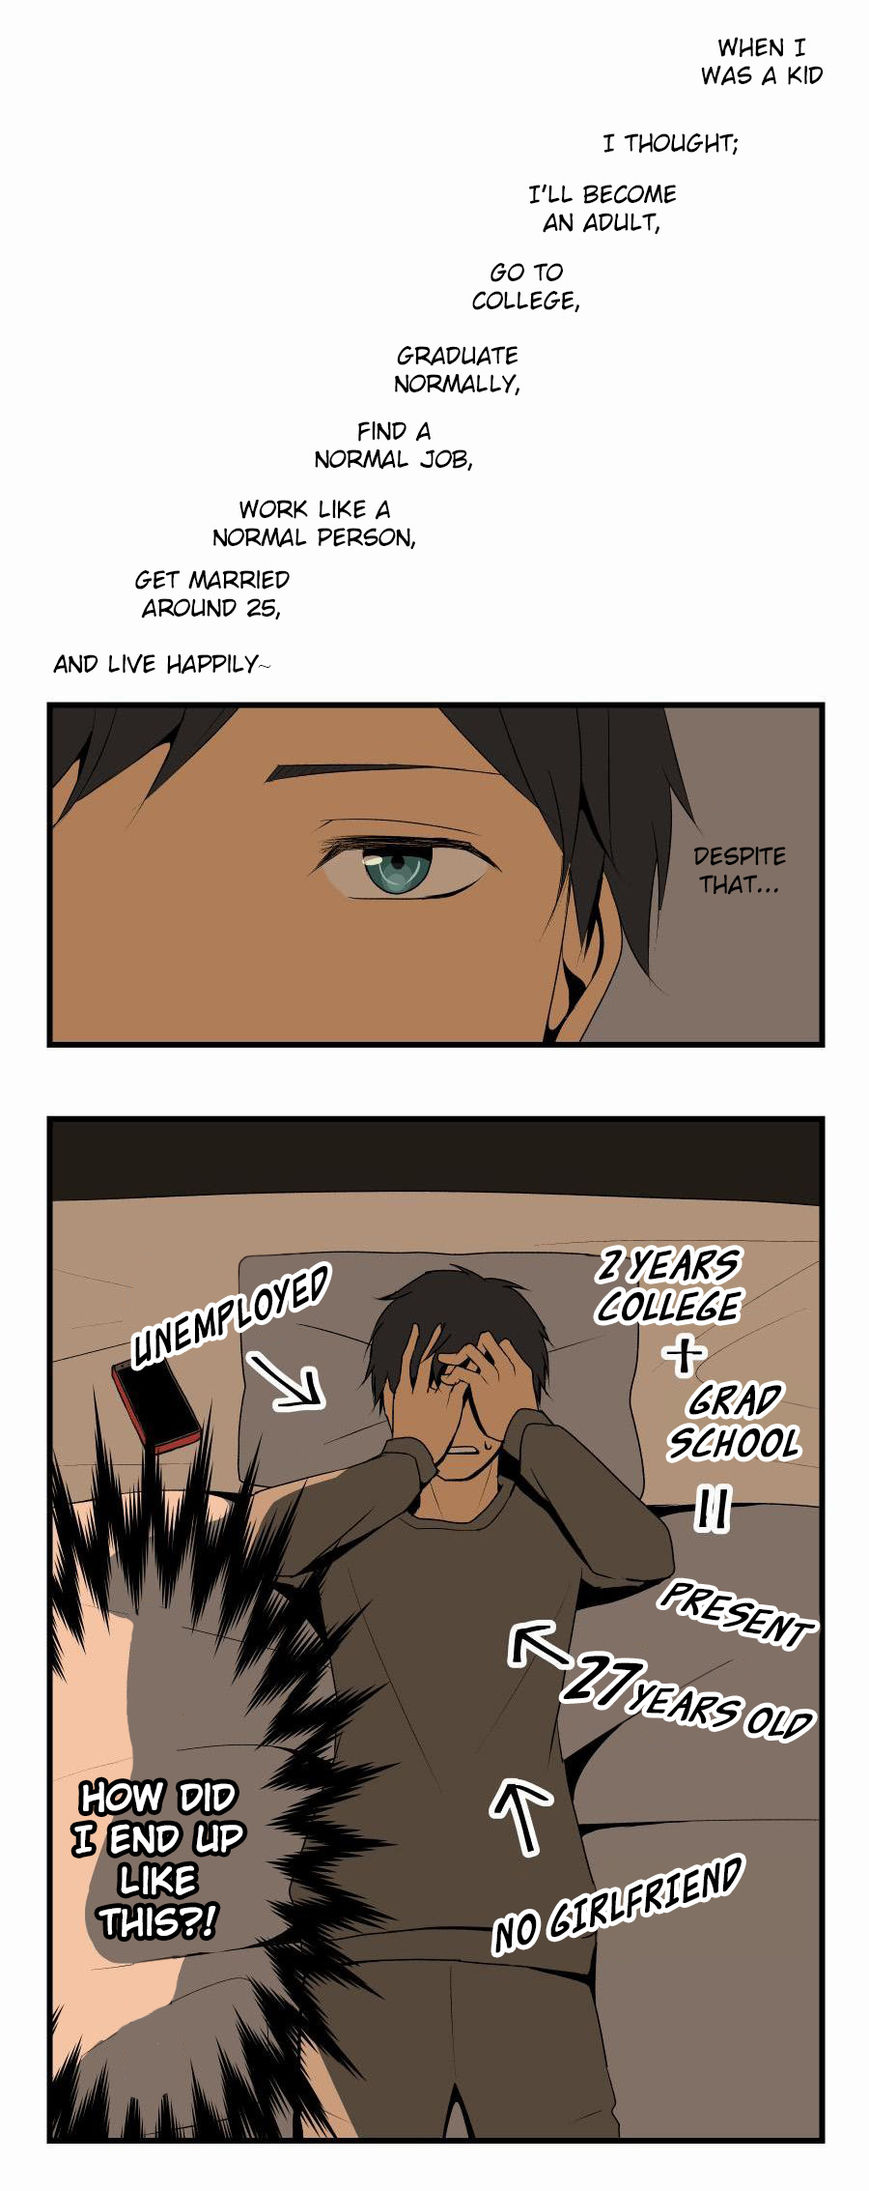 WHEN I
WAS A KID
I THOUGHT;
I'LL BECOME
AN ADULT,
GO TO
COLLEGE,
GRADUATE
NORMALLY,
FIND A
NORMAL JOB,
WORK LIKE A
NORMAL PERSON,
GET MARRIED
AROUND 25,
AND LIVE HAPPILY~
DESPITE
THAT...
UNEMPLOYED
2 YEARS
COLLEGE
+
GRAD
SCHOOL
=
PRESENT
27 YEARS OLD
NO GIRLFRIEND
HOW DID
I END UP
LIKE
THIS?!